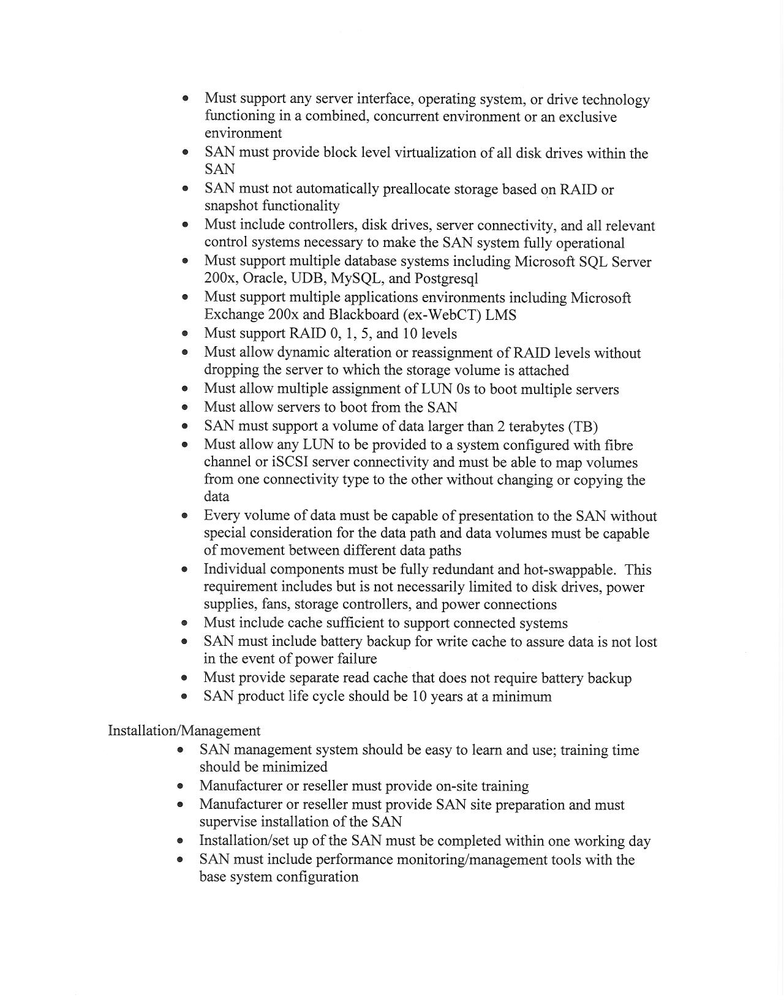 • Must support any server interface, operating system, or drive technology
functioning in a combined, concurrent environment or an exclusive
environment
• SAN must provide block level virtualization of all disk drives within the
SAN
• SAN must not automatically preallocate storage based on RAID or
snapshot functionality
• Must include controllers, disk drives, server connectivity, and all relevant
control systems necessary to make the SAN system fully operational
• Must support multiple database systems including Microsoft SQL Server
200x, Oracle, UDB, MySQL, and Postgresql
• Must support multiple applications environments including Microsoft
Exchange 200x and Blackboard (ex-WebCT) LMS
• Must support RAID 0, 1, 5, and 10 levels
• Must allow dynamic alteration or reassignment of RAID levels without
dropping the server to which the storage volume is attached
• Must allow multiple assignment of LUN 0s to boot multiple servers
• Must allow servers to boot from the SAN
• SAN must support a volume of data larger than 2 terabytes (TB)
• Must allow any LUN to be provided to a system configured with fibre
channel or iSCSI server connectivity and must be able to map volumes
from one connectivity type to the other without changing or copying the
data
• Every volume of data must be capable of presentation to the SAN without
special consideration for the data path and data volumes must be capable
of movement between different data paths
• Individual components must be fully redundant and hot-swappable.  This
requirement includes but is not necessarily limited to disk drives, power
supplies, fans, storage controllers, and power connections
• Must include cache sufficient to support connected systems
• SAN must include battery backup for write cache to assure data is not lost
in the event of power failure
• Must provide separate read cache that does not require battery backup
• SAN product life cycle should be 10 years at a minimum
Installation/Management
• SAN management system should be easy to learn and use; training time
should be minimized
• Manufacturer or reseller must provide on-site training
• Manufacturer or reseller must provide SAN site preparation and must
supervise installation of the SAN
• Installation/set up of the SAN must be completed within one working day
• SAN must include performance monitoring/management tools with the
base system configuration